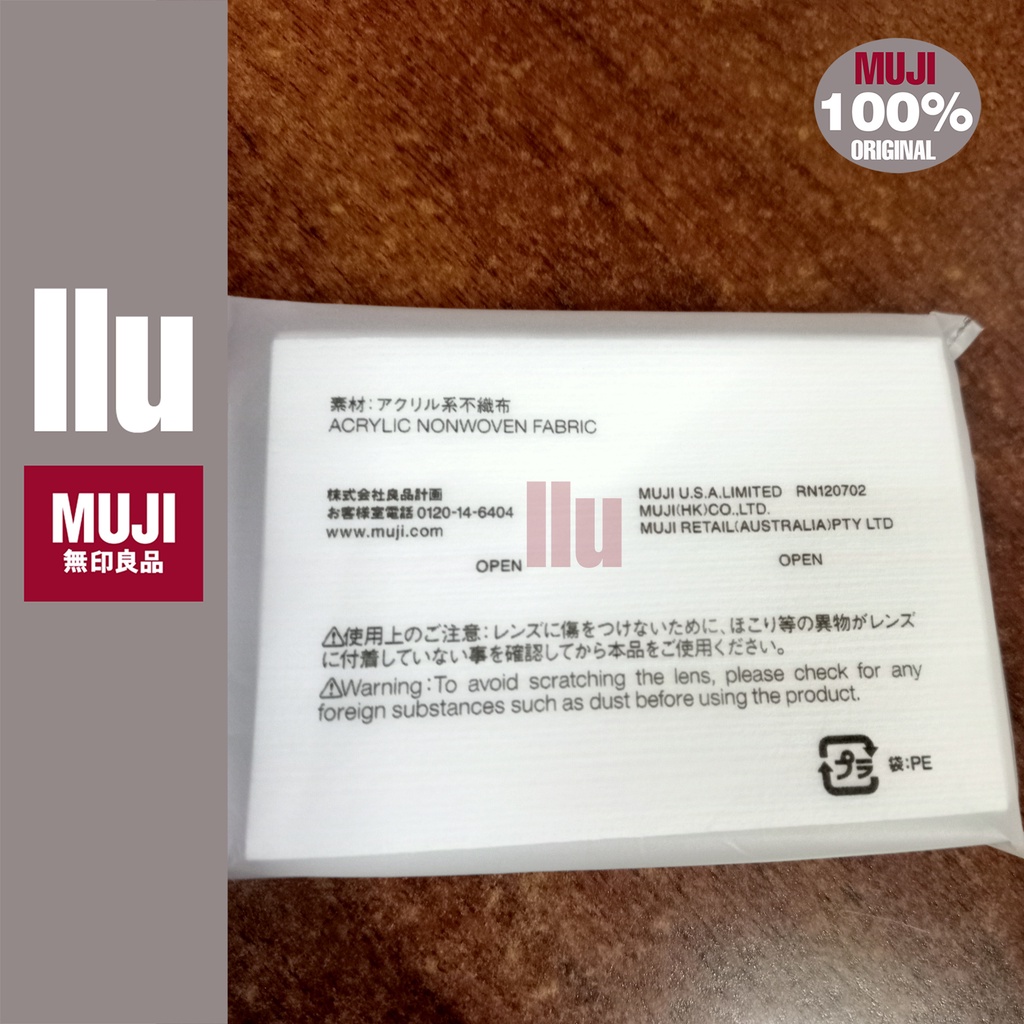 MUJI
100%
ORIGINAL
llu
MUJI
無印良品
素材:アクリル系不織布
ACRYLIC NONWOVEN FABRIC
株式会社良品計画
お客様室電話 0120-14-6404
www.muji.com
MUJI U.S.A.LIMITED RN120702
MUJI(HK)CO.,LTD.
MUJI RETAIL(AUSTRALIA)PTY LTD
llu
OPEN
OPEN
⚠使用上のご注意:レンズに傷をつけないために、ほこり等の異物がレンズ
に付着していない事を確認してから本品をご使用ください。
⚠Warning:To avoid scratching the lens, please check for any
foreign substances such as dust before using the product.
プラ
袋:PE